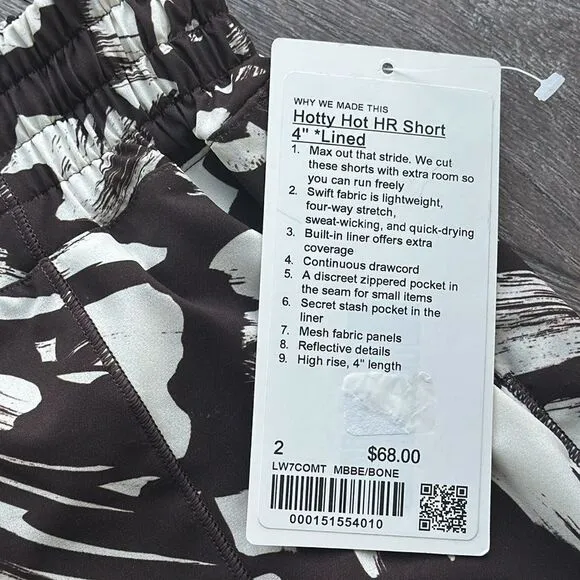 WHY WE MADE THIS
Hotty Hot HR Short
4" *Lined
1. Max out that stride. We cut
these shorts with extra room so
you can run freely
2. Swift fabric is lightweight,
four-way stretch,
sweat-wicking, and quick-drying
3. Built-in liner offers extra
coverage
4. Continuous drawcord
5. A discreet zippered pocket in
the seam for small items
6. Secret stash pocket in the
liner
7. Mesh fabric panels
8. Reflective details
9. High rise, 4" length
2 $68.00
LW7COMT MBBE/BONE
000151554010